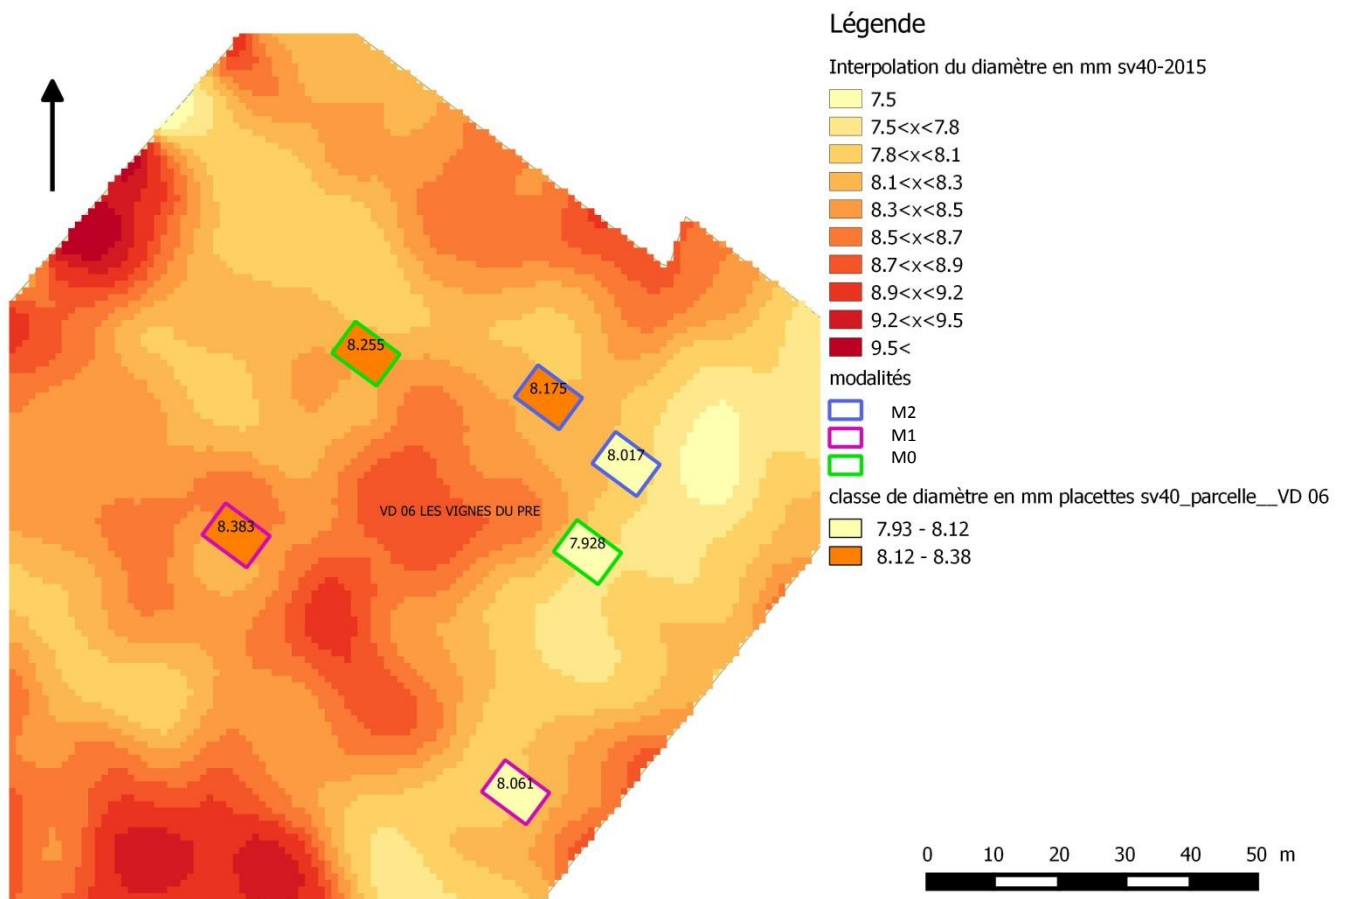 Légende
Interpolation du diamètre en mm sv40-2015
7.5
7.5<x<7.8
7.8<x<8.1
8.1<x<8.3
8.3<x<8.5
8.5<x<8.7
8.7<x<8.9
8.9<x<9.2
9.2<x<9.5
9.5<
modalités
M2
M1
M0
classe de diamètre en mm placettes sv40_parcelle__VD 06
7.93 - 8.12
8.12 - 8.38
8.255
8.175
8.017
VD 06 LES VIGNES DU PRE
8.383
7.928
8.061
0 10 20 30 40 50 m